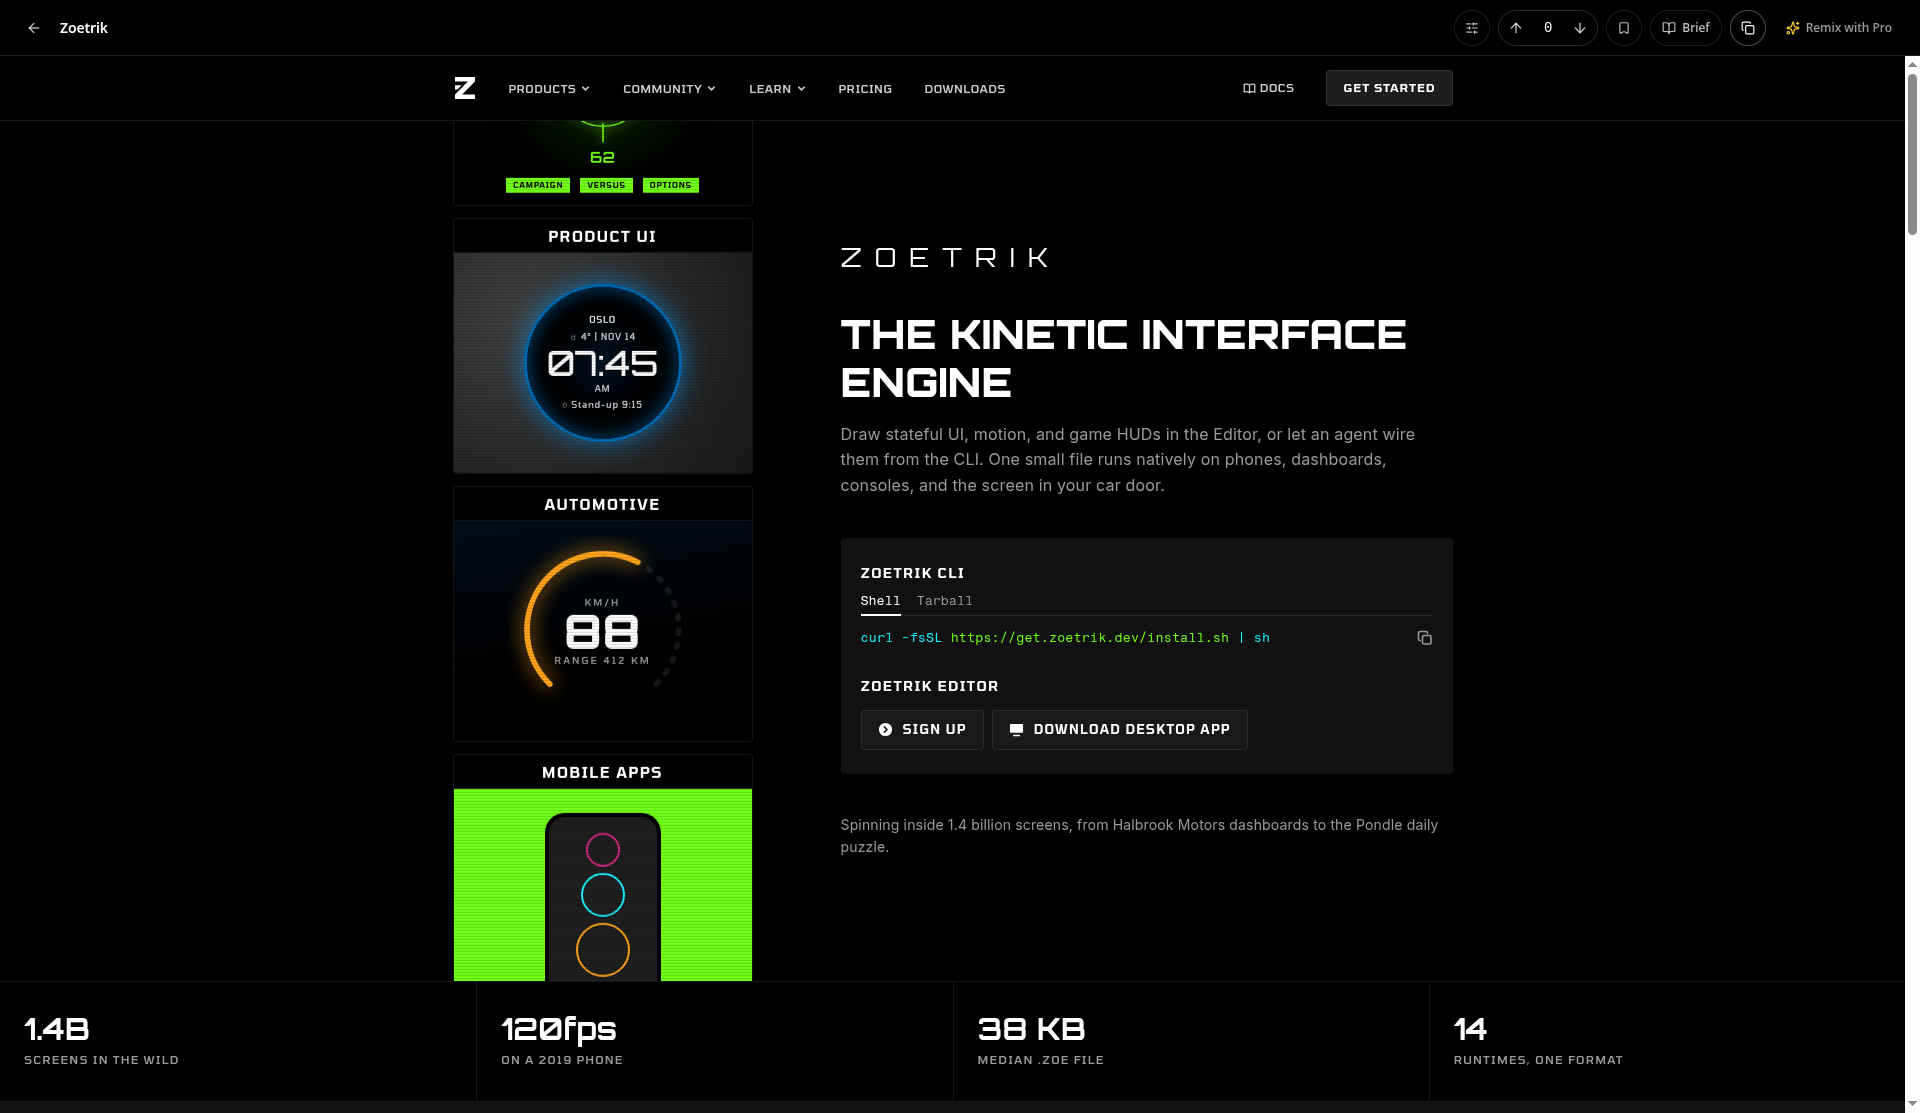 Zoetrik
0
Brief
Remix with Pro
Z
PRODUCTS
COMMUNITY
LEARN
PRICING
DOWNLOADS
DOCS
GET STARTED
62
CAMPAIGN
VERSUS
OPTIONS
PRODUCT UI
OSLO
4° | NOV 14
07:45
AM
Stand-up 9:15
AUTOMOTIVE
KM/H
88
RANGE 412 KM
MOBILE APPS
ZOETRIK
THE KINETIC INTERFACE
ENGINE
Draw stateful UI, motion, and game HUDs in the Editor, or let an agent wire
them from the CLI. One small file runs natively on phones, dashboards,
consoles, and the screen in your car door.
ZOETRIK CLI
Shell
Tarball
curl -fsSL https://get.zoetrik.dev/install.sh | sh
ZOETRIK EDITOR
SIGN UP
DOWNLOAD DESKTOP APP
Spinning inside 1.4 billion screens, from Halbrook Motors dashboards to the Pondle daily
puzzle.
1.4B
SCREENS IN THE WILD
120fps
ON A 2019 PHONE
38 KB
MEDIAN .ZOE FILE
14
RUNTIMES, ONE FORMAT